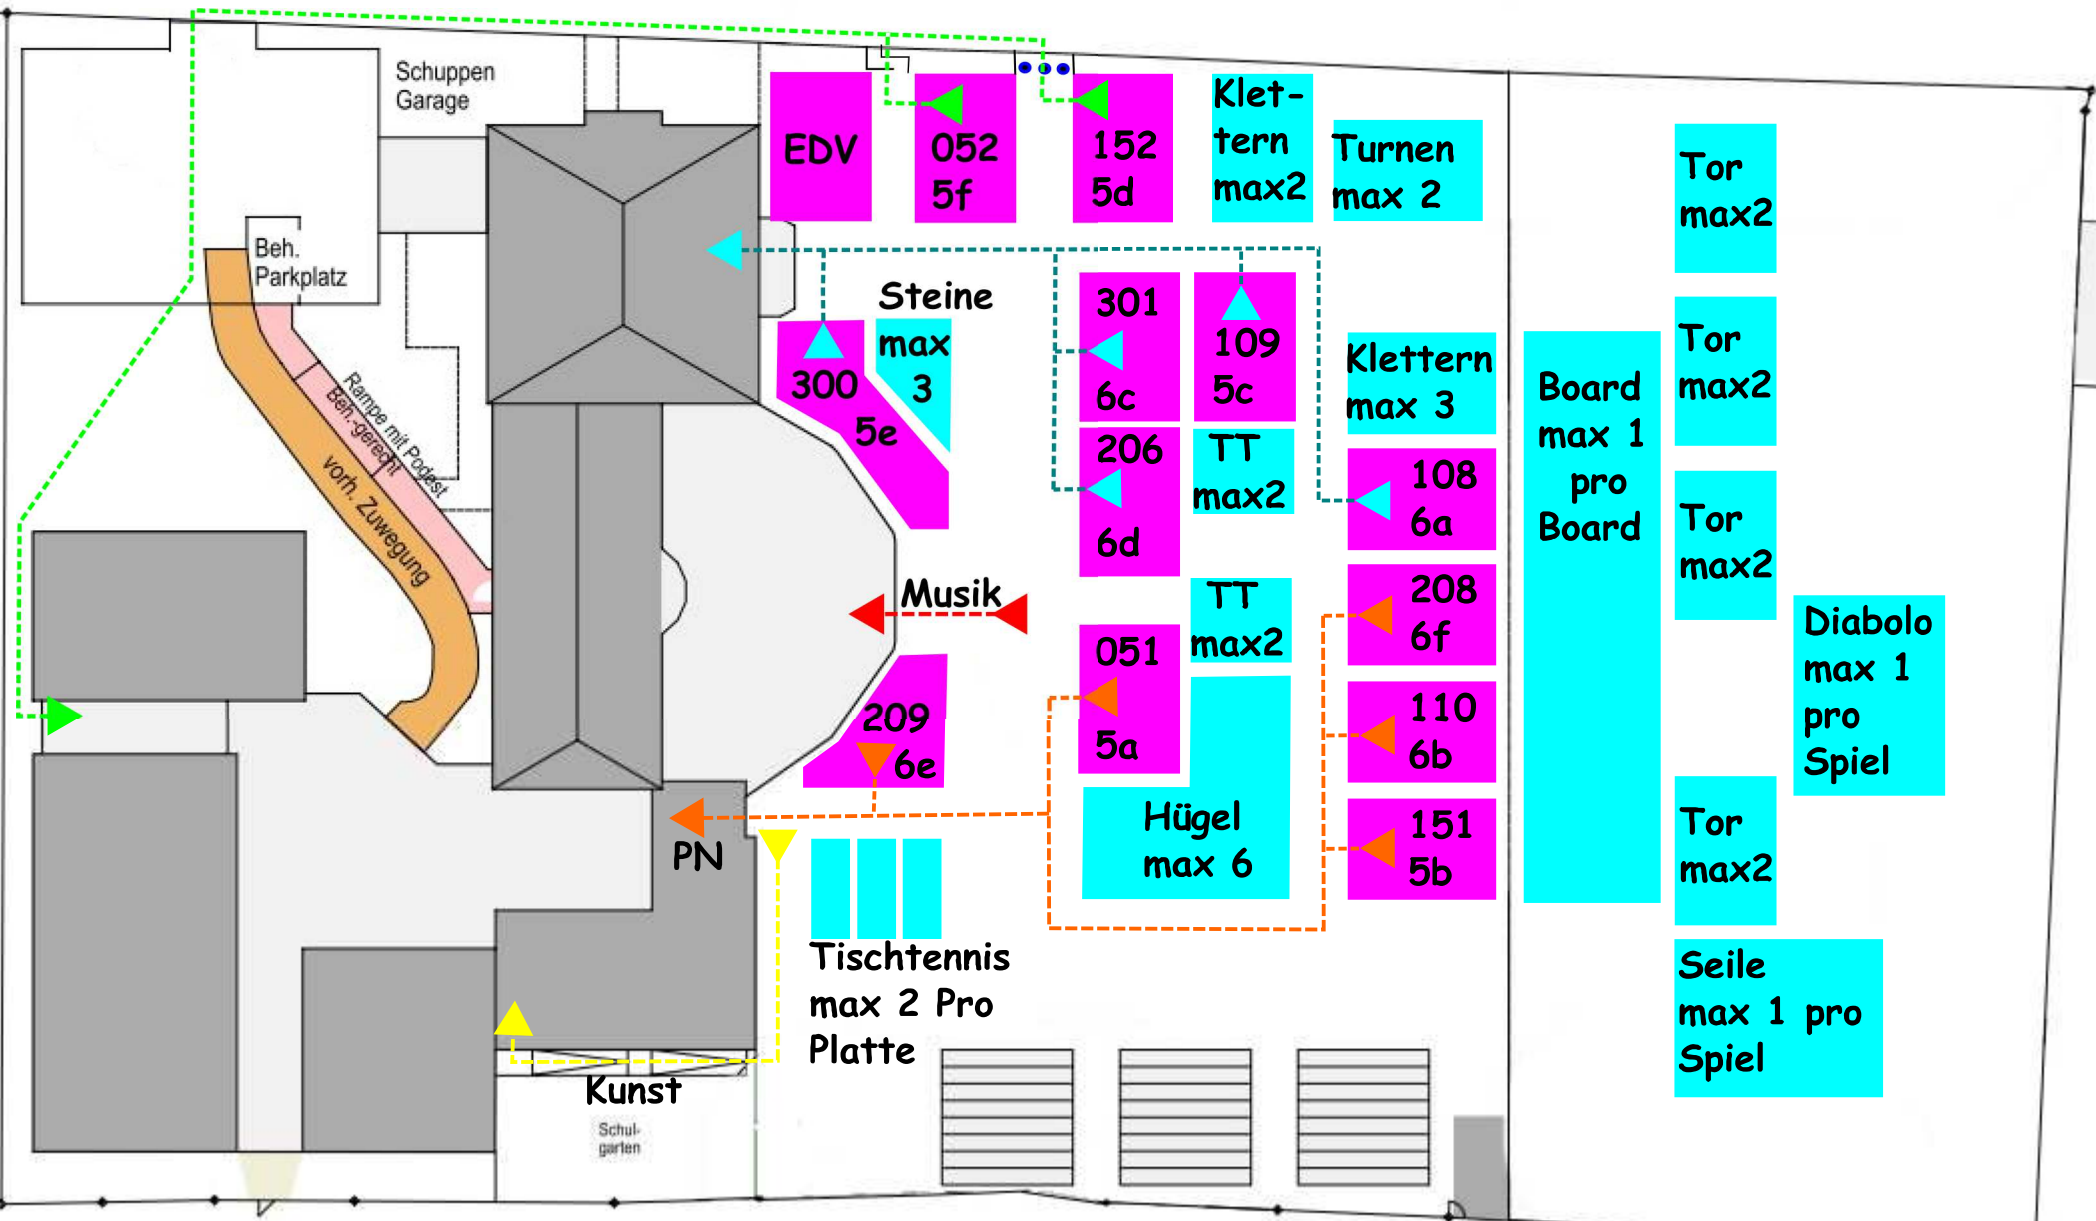 Schuppen
Garage
Beh.
Parkplatz
Rampe mit Podest
Beh.-gerecht
vorh. Zuwegung
EDV
052
5f
152
5d
Klet-
tern
max2
Turnen
max 2
Tor
max2
Steine
max
3
300
5e
301
6c
109
5c
Klettern
max 3
Board
max 1
pro
Board
Tor
max2
206
6d
TT
max2
108
6a
Tor
max2
Musik
TT
max2
208
6f
Diabolo
max 1
pro
Spiel
051
5a
209
6e
110
6b
PN
Hügel
max 6
151
5b
Tor
max2
Tischtennis
max 2 Pro
Platte
Seile
max 1 pro
Spiel
Kunst
Schul-
garten